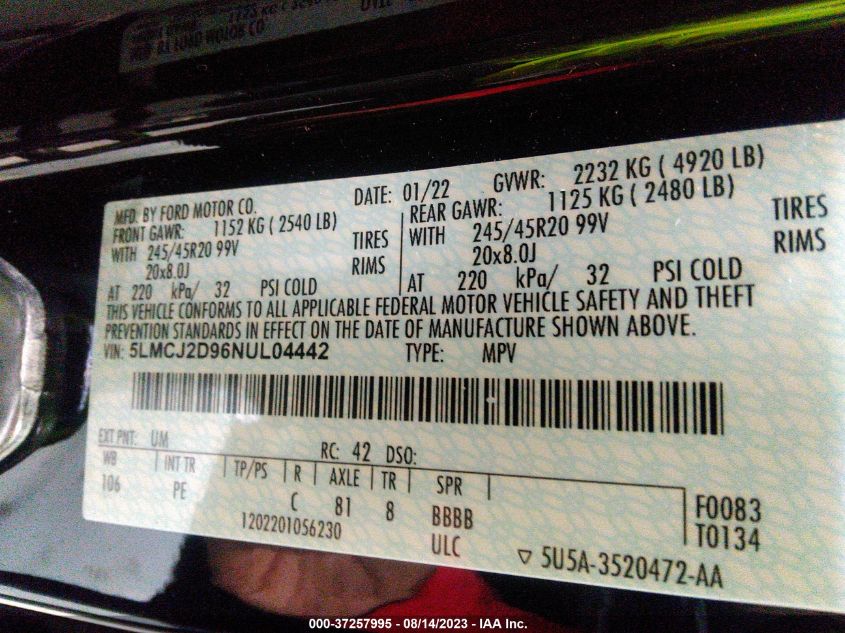 MFD. BY FORD MOTOR CO. DATE: 01/22 GVWR: 2232 KG ( 4920 LB)
FRONT GAWR: 1152 KG ( 2540 LB) REAR GAWR: 1125 KG ( 2480 LB)
WITH 245/45R20 99V TIRES WITH 245/45R20 99V TIRES
20x8.0J RIMS 20x8.0J RIMS
AT 220 kPa/ 32 PSI COLD AT 220 kPa/ 32 PSI COLD
THIS VEHICLE CONFORMS TO ALL APPLICABLE FEDERAL MOTOR VEHICLE SAFETY AND THEFT
PREVENTION STANDARDS IN EFFECT ON THE DATE OF MANUFACTURE SHOWN ABOVE.
VIN: 5LMCJ2D96NUL04442 TYPE: MPV
EXT PNT: UM RC: 42 DSO:
WB INT TR TP/PS R AXLE TR SPR
106 PE C 81 8 BBBB F0083
1202201056230 ULC T0134
5U5A-3520472-AA
000-37257995 - 08/14/2023 - IAA Inc.